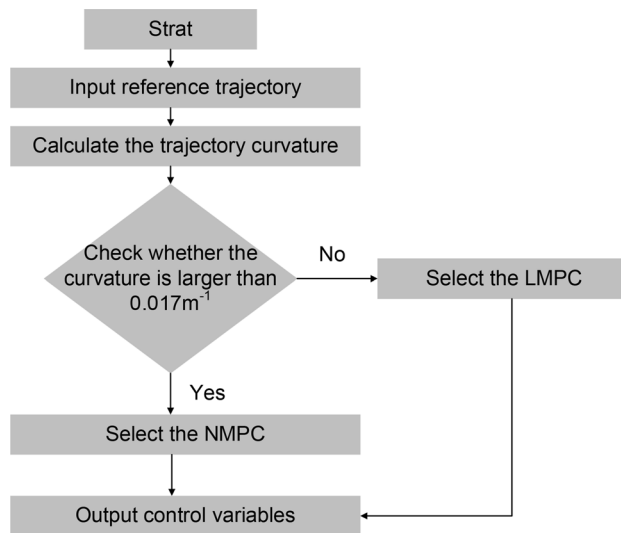 Strat
Input reference trajectory
Calculate the trajectory curvature
Check whether the
curvature is larger than
0.017m⁻¹
No
Select the LMPC
Yes
Select the NMPC
Output control variables